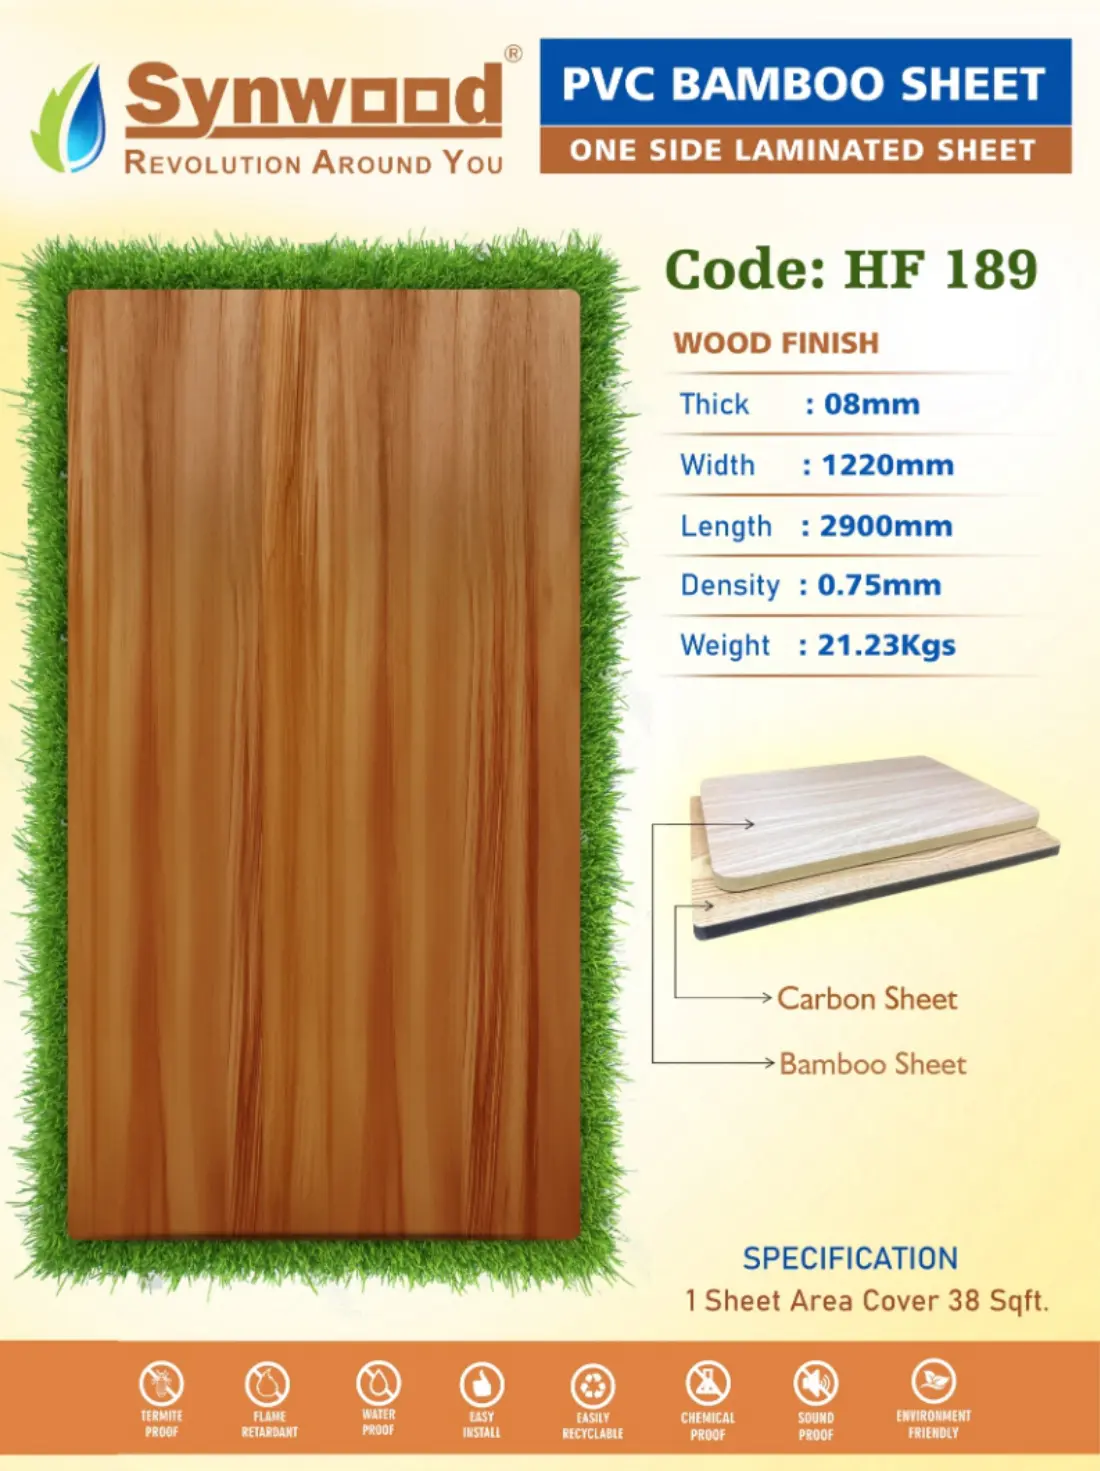 Synwood®
REVOLUTION AROUND YOU
PVC BAMBOO SHEET
ONE SIDE LAMINATED SHEET
Code: HF 189
WOOD FINISH
Thick : 08mm
Width : 1220mm
Length : 2900mm
Density : 0.75mm
Weight : 21.23Kgs
Carbon Sheet
Bamboo Sheet
SPECIFICATION
1 Sheet Area Cover 38 Sqft.
TERMITE PROOF
FLAME RETARDANT
WATER PROOF
EASY INSTALL
EASILY RECYCLABLE
CHEMICAL PROOF
SOUND PROOF
ENVIRONMENT FRIENDLY